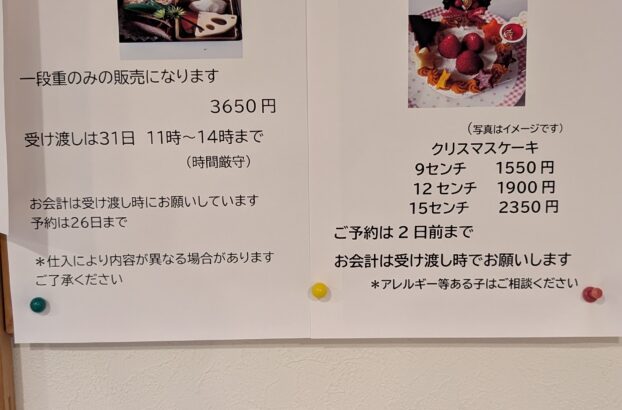 一段重のみの販売になります
3650円
受け渡しは31日 11時～14時まで
（時間厳守）
お会計は受け渡し時にお願いしています
予約は26日まで
＊仕入により内容が異なる場合があります
ご了承ください
（写真はイメージです）
クリスマスケーキ
9センチ 1550円
12センチ 1900円
15センチ 2350円
ご予約は2日前まで
お会計は受け渡し時でお願いします
＊アレルギー等ある子はご相談ください